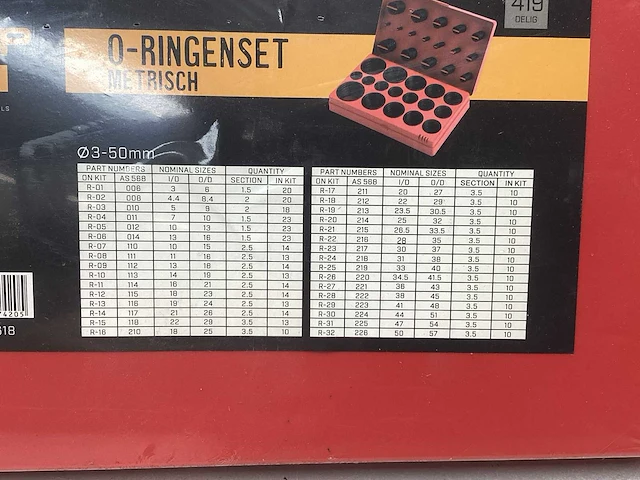 419
DELIG
O-RINGENSET
METRISCH
LS
Ø3-50mm
PART NUMBERS NOMINAL SIZES QUANTITY
ON KIT AS 568 I/D O/D SECTION IN KIT
R-01 006 3 6 1.5 20
R-02 008 4.4 8.4 2 20
R-03 010 5 9 2 18
R-04 011 7 10 1.5 23
R-05 012 10 13 1.5 23
R-06 014 13 16 1.5 23
R-07 110 10 15 2.5 14
R-08 111 11 16 2.5 13
R-09 112 13 18 2.5 14
R-10 113 14 19 2.5 13
R-11 114 16 21 2.5 14
R-12 115 18 23 2.5 14
R-13 116 19 24 2.5 13
R-14 117 21 26 2.5 14
R-15 118 22 29 3.5 13
R-16 210 18 25 3.5 10
PART NUMBERS NOMINAL SIZES QUANTITY
ON KIT AS 568 I/D O/D SECTION IN KIT
R-17 211 20 27 3.5 10
R-18 212 22 29 3.5 10
R-19 213 23.5 30.5 3.5 10
R-20 214 25 32 3.5 10
R-21 215 26.5 33.5 3.5 10
R-22 216 28 35 3.5 10
R-23 217 30 37 3.5 10
R-24 218 31 38 3.5 10
R-25 219 33 40 3.5 10
R-26 220 34.5 41.5 3.5 10
R-27 221 36 43 3.5 10
R-28 222 38 45 3.5 10
R-29 223 41 48 3.5 10
R-30 224 44 51 3.5 10
R-31 225 47 54 3.5 10
R-32 226 50 57 3.5 10
74205
61B